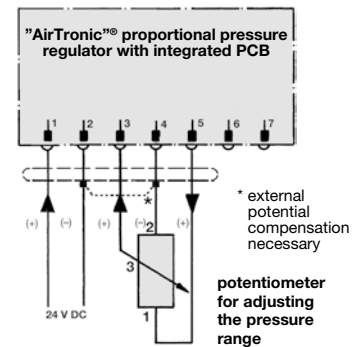 "AirTronic"® proportional pressure
regulator with integrated PCB
1 2 3 4 5 6 7
* external
potential
compensation
necessary
*
(+) (–) (+) (–) (+)
2
3
1
24 V DC
potentiometer
for adjusting
the pressure
range